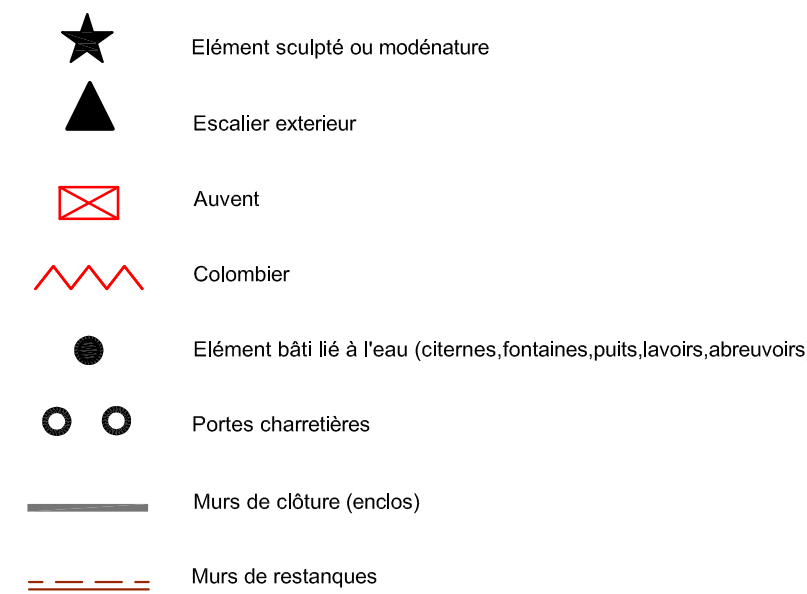 Elément sculpté ou modénature
Escalier exterieur
Auvent
Colombier
Elément bâti lié à l'eau (citernes,fontaines,puits,lavoirs,abreuvoirs
Portes charretières
Murs de clôture (enclos)
Murs de restanques